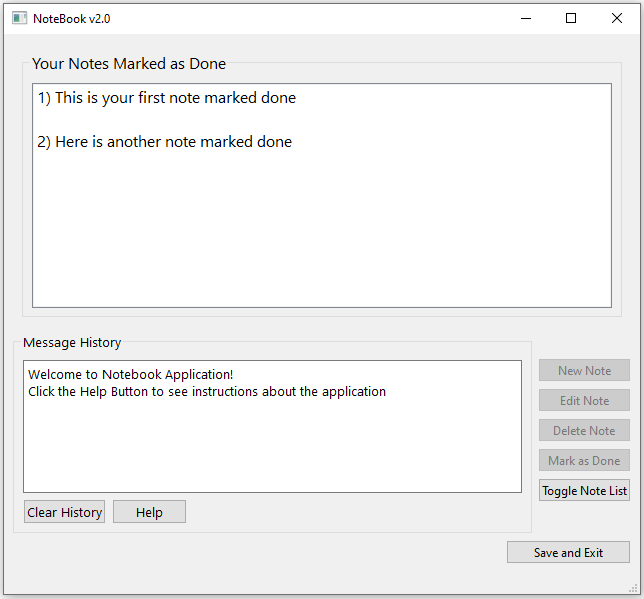 NoteBook v2.0
Your Notes Marked as Done
1) This is your first note marked done
2) Here is another note marked done
Message History
Welcome to Notebook Application!
Click the Help Button to see instructions about the application
New Note
Edit Note
Delete Note
Mark as Done
Toggle Note List
Clear History
Help
Save and Exit